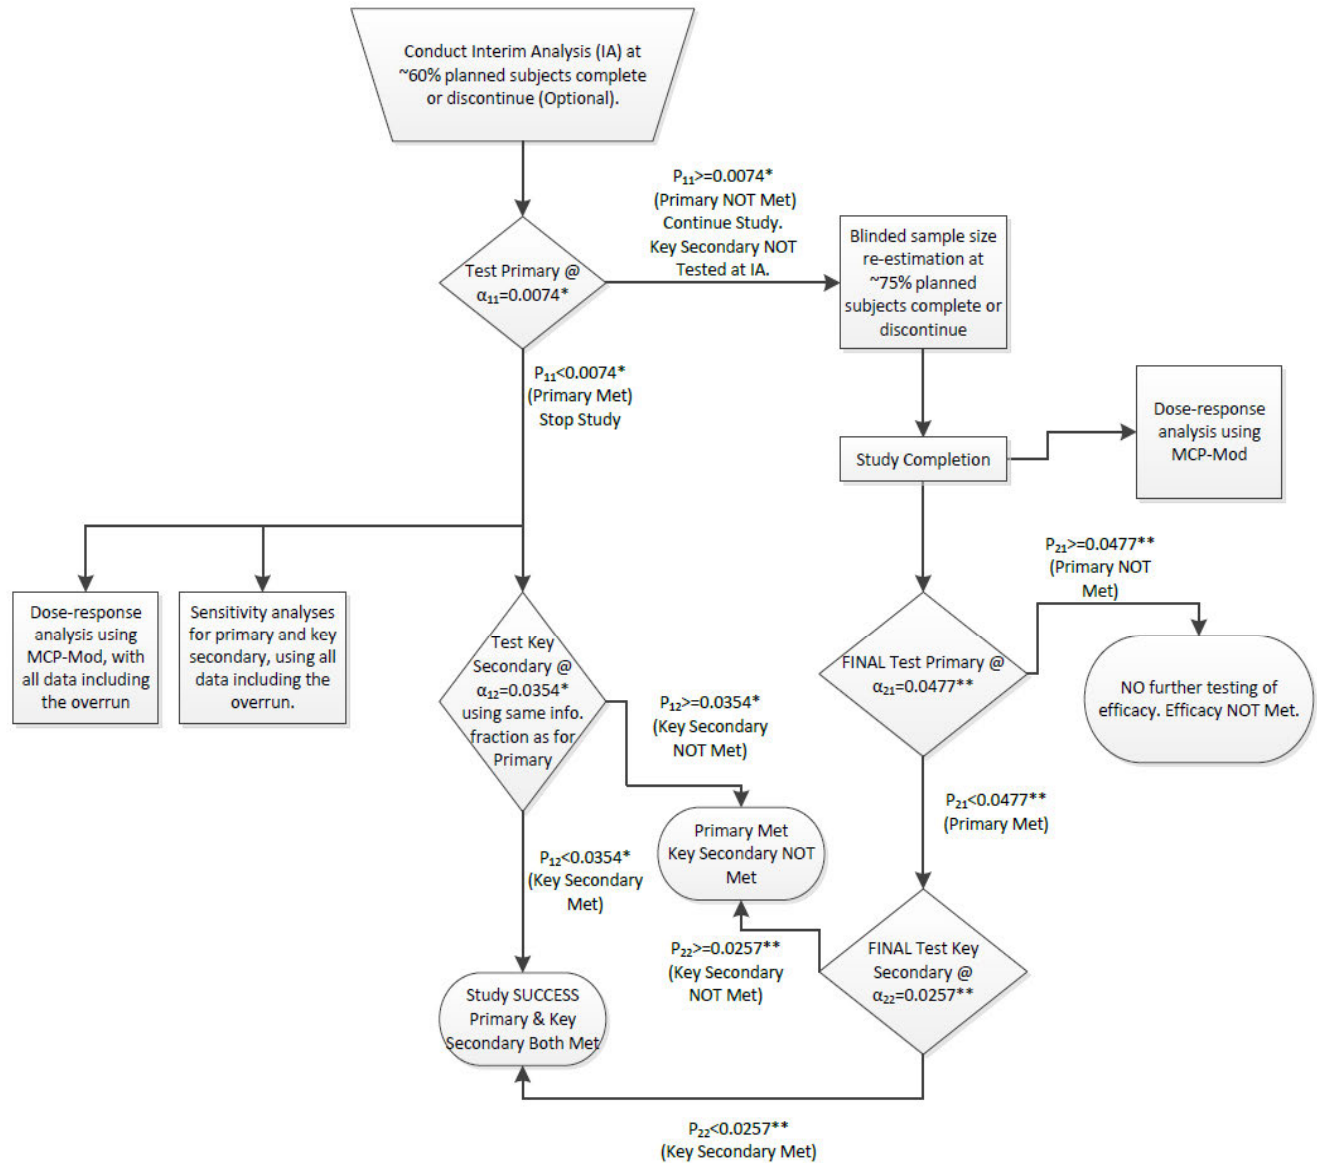 Conduct Interim Analysis (IA) at
~60% planned subjects complete
or discontinue (Optional).
P₁₁>=0.0074*
(Primary NOT Met)
Continue Study.
Key Secondary NOT
Tested at IA.
Test Primary @
α₁₁=0.0074*
Blinded sample size
re-estimation at
~75% planned
subjects complete or
discontinue
P₁₁<0.0074*
(Primary Met)
Stop Study
Study Completion
Dose-response
analysis using
MCP-Mod
P₂₁>=0.0477**
(Primary NOT
Met)
Dose-response
analysis using
MCP-Mod, with
all data including
the overrun
Sensitivity analyses
for primary and key
secondary, using all
data including the
overrun.
Test Key
Secondary @
α₁₂=0.0354*
using same info.
fraction as for
Primary
FINAL Test Primary @
α₂₁=0.0477**
NO further testing of
efficacy. Efficacy NOT Met.
P₁₂>=0.0354*
(Key Secondary
NOT Met)
P₂₁<0.0477**
(Primary Met)
Primary Met
Key Secondary NOT
Met
P₁₂<0.0354*
(Key Secondary
Met)
P₂₂>=0.0257**
(Key Secondary
NOT Met)
FINAL Test Key
Secondary @
α₂₂=0.0257**
Study SUCCESS
Primary & Key
Secondary Both Met
P₂₂<0.0257**
(Key Secondary Met)